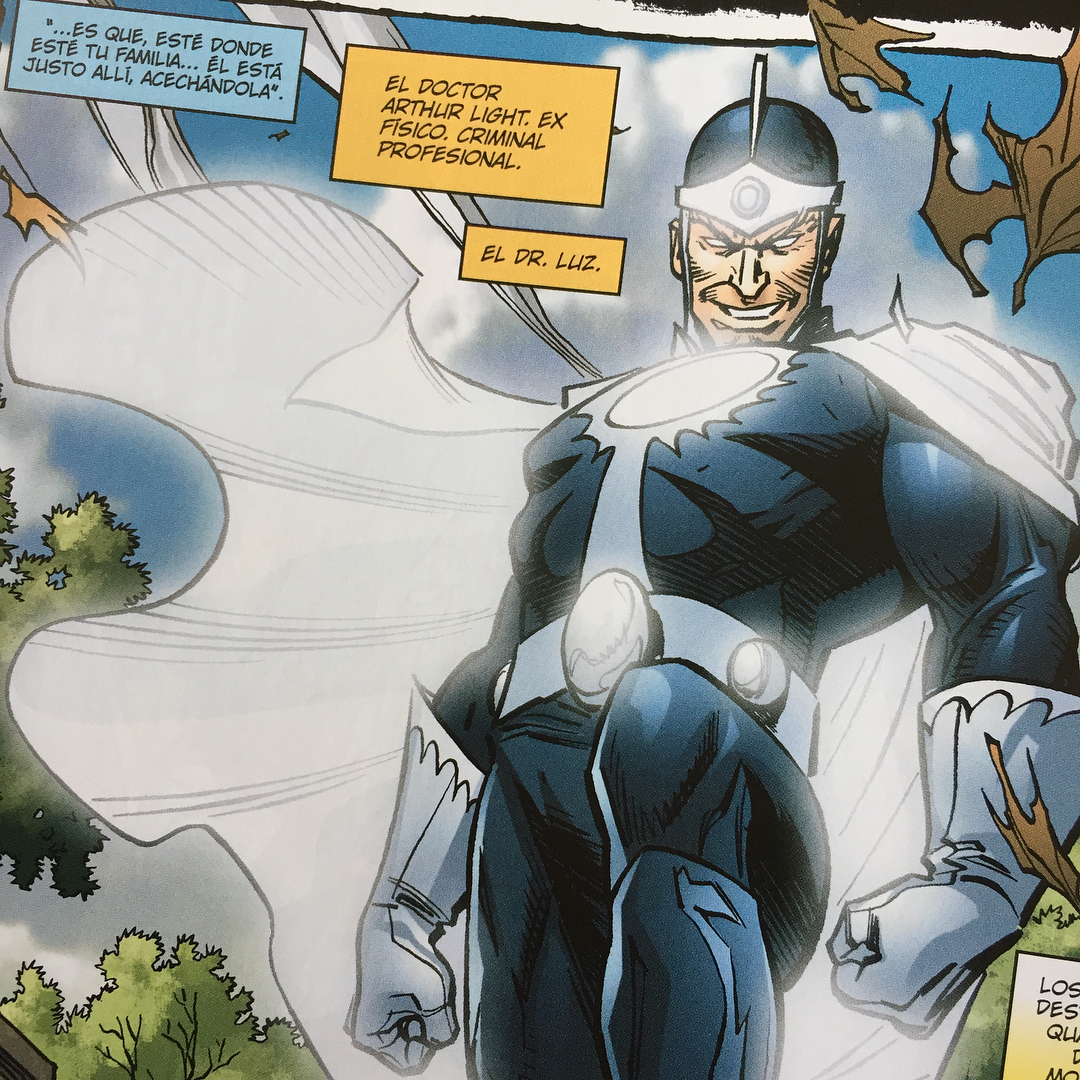 "...ES QUE, ESTÉ DONDE
ESTÉ TU FAMILIA... ÉL ESTÁ
JUSTO ALLÍ, ACECHÁNDOLA".
EL DOCTOR
ARTHUR LIGHT. EX
FÍSICO. CRIMINAL
PROFESIONAL.
EL DR. LUZ.
LOS